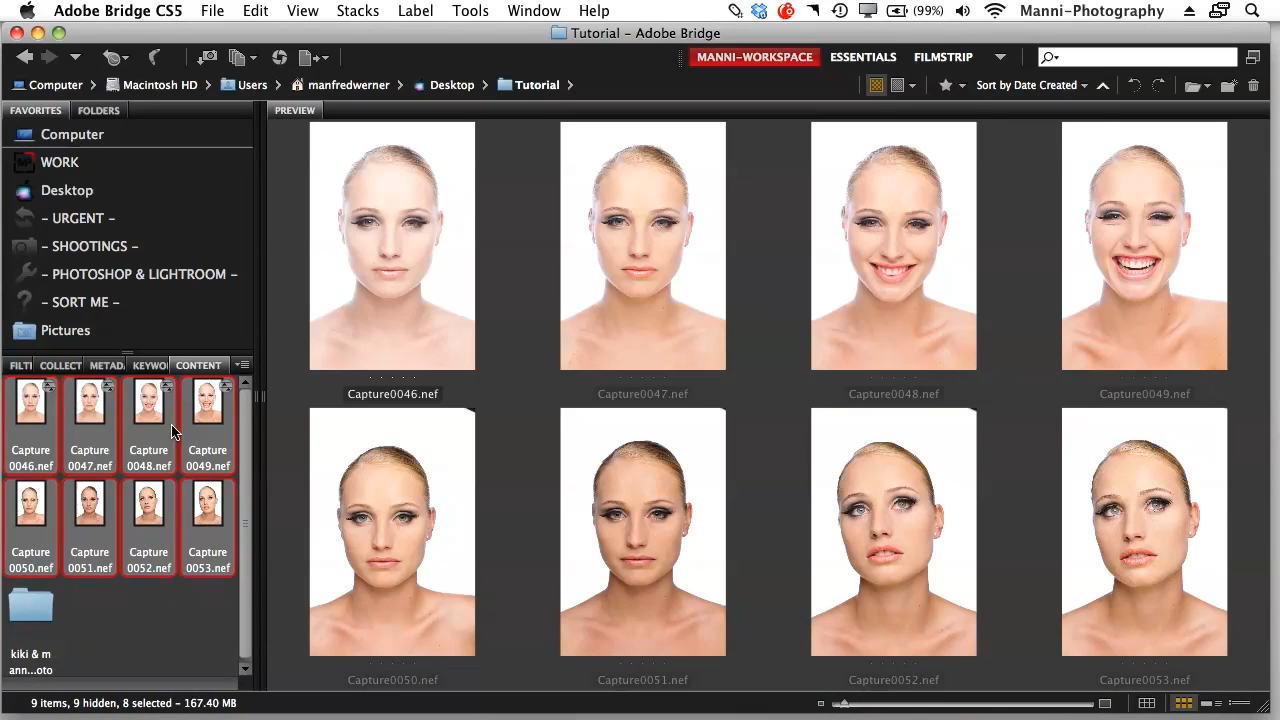 Adobe Bridge CS5 File Edit View Stacks Label Tools Window Help (99%) Manni-Photography
Tutorial – Adobe Bridge
MANNI-WORKSPACE ESSENTIALS FILMSTRIP
Computer Macintosh HD Users manfredwerner Desktop Tutorial Sort by Date Created
FAVORITES FOLDERS
PREVIEW
Computer
WORK
Desktop
- URGENT -
- SHOOTINGS -
- PHOTOSHOP & LIGHTROOM -
- SORT ME -
Pictures
FILTI COLLECT METAD KEYWO CONTENT
Capture0046.nef Capture0047.nef Capture0048.nef Capture0049.nef
Capture Capture Capture Capture
0046.nef 0047.nef 0048.nef 0049.nef
Capture Capture Capture Capture
0050.nef 0051.nef 0052.nef 0053.nef
kiki & m
ann...oto
Capture0050.nef Capture0051.nef Capture0052.nef Capture0053.nef
9 items, 9 hidden, 8 selected – 167.40 MB